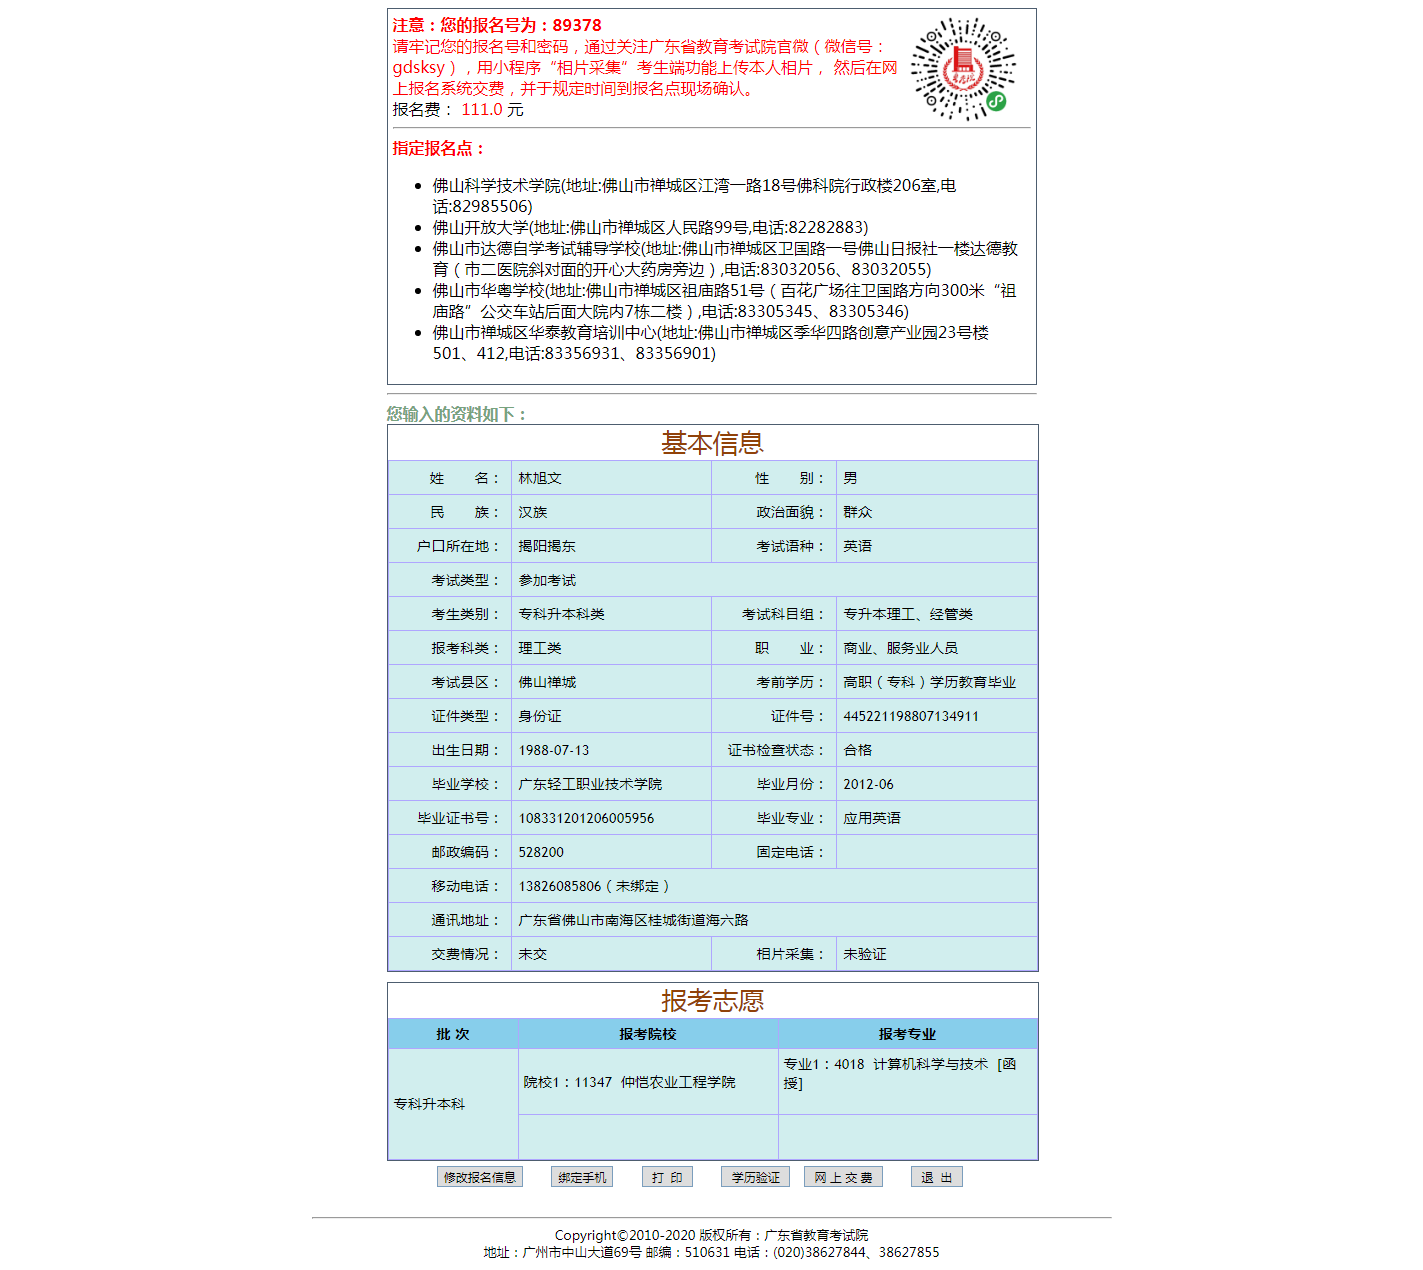 注意：您的报名号为：89378
请牢记您的报名号和密码，通过关注广东省教育考试院官微（微信号：
gdsksy），用小程序“相片采集”考生端功能上传本人相片， 然后在网
上报名系统交费，并于规定时间到报名点现场确认。
报名费： 111.0 元
指定报名点：
佛山科学技术学院(地址:佛山市禅城区江湾一路18号佛科院行政楼206室,电
话:82985506)
佛山开放大学(地址:佛山市禅城区人民路99号,电话:82282883)
佛山市达德自学考试辅导学校(地址:佛山市禅城区卫国路一号佛山日报社一楼达德教
育（市二医院斜对面的开心大药房旁边）,电话:83032056、83032055)
佛山市华粤学校(地址:佛山市禅城区祖庙路51号（百花广场往卫国路方向300米“祖
庙路”公交车站后面大院内7栋二楼）,电话:83305345、83305346)
佛山市禅城区华泰教育培训中心(地址:佛山市禅城区季华四路创意产业园23号楼
501、412,电话:83356931、83356901)
您输入的资料如下：
基本信息
姓 名： 林旭文 性 别： 男
民 族： 汉族 政治面貌： 群众
户口所在地： 揭阳揭东 考试语种： 英语
考试类型： 参加考试
考生类别： 专科升本科类 考试科目组： 专升本理工、经管类
报考科类： 理工类 职 业： 商业、服务业人员
考试县区： 佛山禅城 考前学历： 高职（专科）学历教育毕业
证件类型： 身份证 证件号： 445221198807134911
出生日期： 1988-07-13 证书检查状态： 合格
毕业学校： 广东轻工职业技术学院 毕业月份： 2012-06
毕业证书号： 108331201206005956 毕业专业： 应用英语
邮政编码： 528200 固定电话：
移动电话： 13826085806（未绑定）
通讯地址： 广东省佛山市南海区桂城街道海六路
交费情况： 未交 相片采集： 未验证
报考志愿
批 次 报考院校 报考专业
专科升本科 院校1：11347 仲恺农业工程学院 专业1：4018 计算机科学与技术 [函
授]
修改报名信息 绑定手机 打 印 学历验证 网 上 交 费 退 出
Copyright©2010-2020 版权所有：广东省教育考试院
地址：广州市中山大道69号 邮编：510631 电话：(020)38627844、38627855